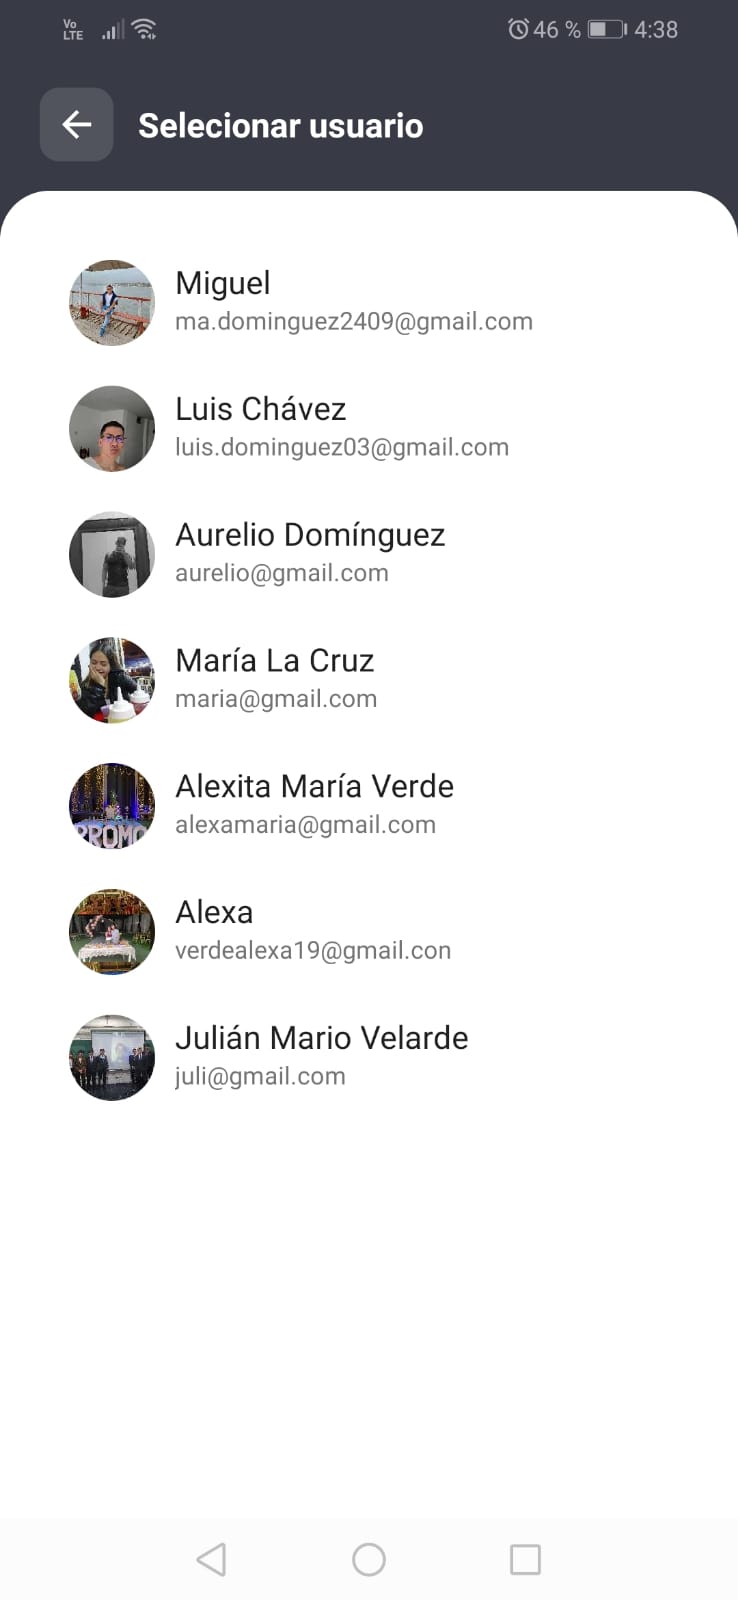 Vo
LTE
46 % 4:38
Selecionar usuario
Miguel
ma.dominguez2409@gmail.com
Luis Chávez
luis.dominguez03@gmail.com
Aurelio Domínguez
aurelio@gmail.com
María La Cruz
maria@gmail.com
Alexita María Verde
alexamaria@gmail.com
PROMO
Alexa
verdealexa19@gmail.con
Julián Mario Velarde
juli@gmail.com